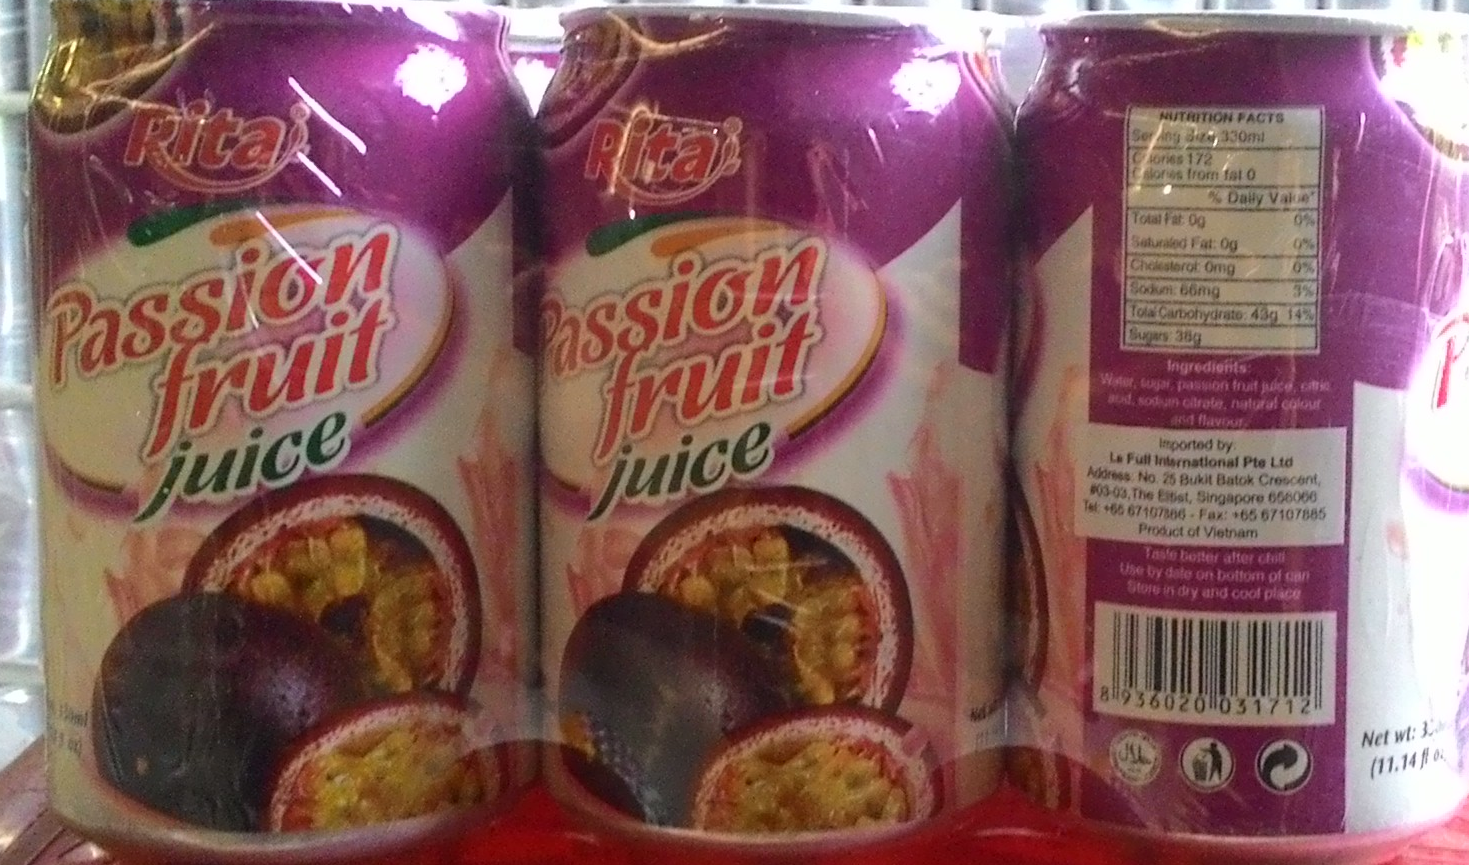 Rita
Passion
fruit
juice
Rita
Passion
fruit
juice
NUTRITION FACTS
Serving Size 330ml
Calories 172
Calories from fat 0
% Daily Value*
Total Fat: 0g 0%
Saturated Fat: 0g 0%
Cholesterol: 0mg 0%
Sodium: 66mg 3%
Total Carbohydrate: 43g 14%
Sugars: 38g
Ingredients:
Water, sugar, passion fruit juice, citric
acid, sodium citrate, natural colour
and flavour.
Imported by:
Le Full International Pte Ltd
Address: No. 25 Bukit Batok Crescent,
#03-03, The Elitist, Singapore 658066
Tel: +65 67107886 - Fax: +65 67107885
Product of Vietnam
Taste better after chill
Use by date on bottom of can
Store in dry and cool place
8 936020 031712
Net wt:
(11.14 fl